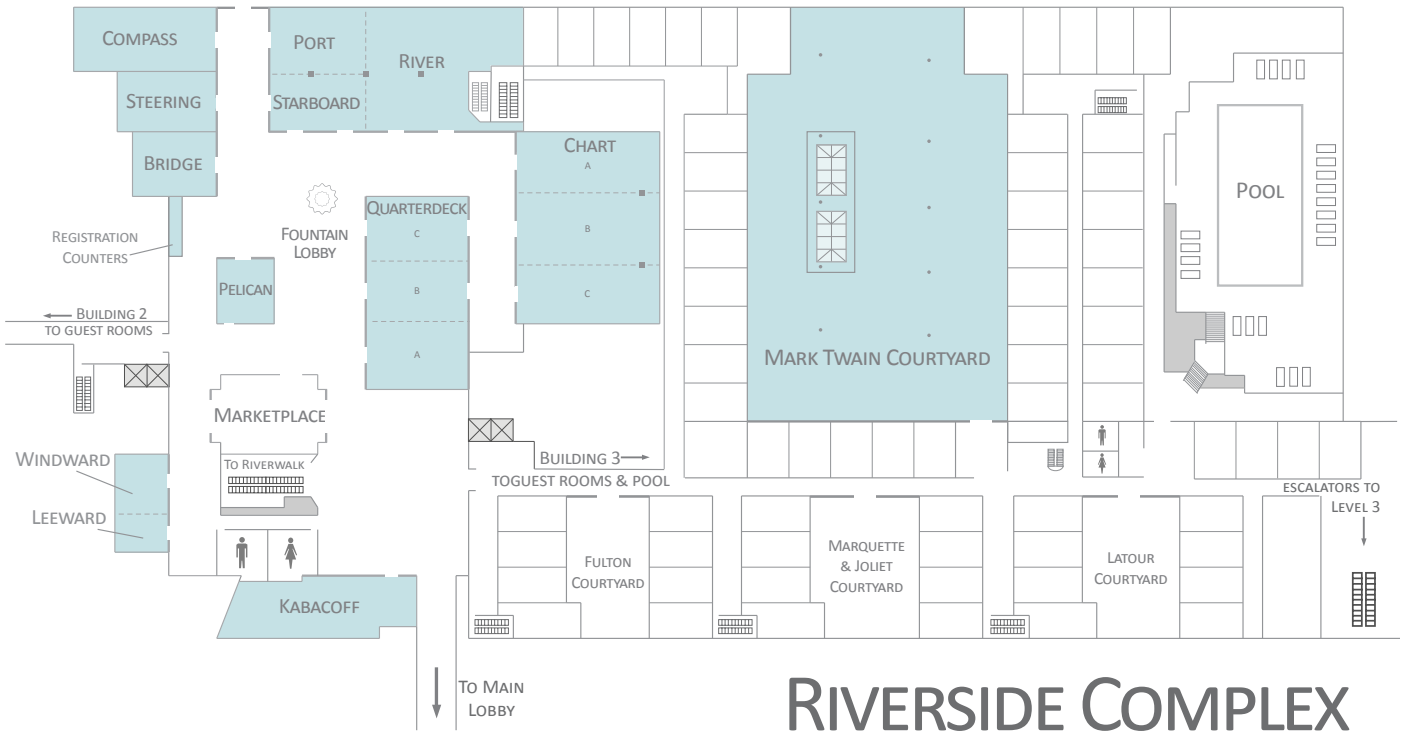 COMPASS
PORT
RIVER
STEERING
STARBOARD
BRIDGE
CHART
A
B
C
POOL
QUARTERDECK
C
B
A
REGISTRATION
COUNTERS
FOUNTAIN
LOBBY
PELICAN
BUILDING 2
TO GUEST ROOMS
MARK TWAIN COURTYARD
MARKETPLACE
TO RIVERWALK
WINDWARD
LEEWARD
BUILDING 3
TOGUEST ROOMS & POOL
ESCALATORS TO
LEVEL 3
FULTON
COURTYARD
MARQUETTE
& JOLIET
COURTYARD
LATOUR
COURTYARD
KABACOFF
TO MAIN
LOBBY
RIVERSIDE COMPLEX